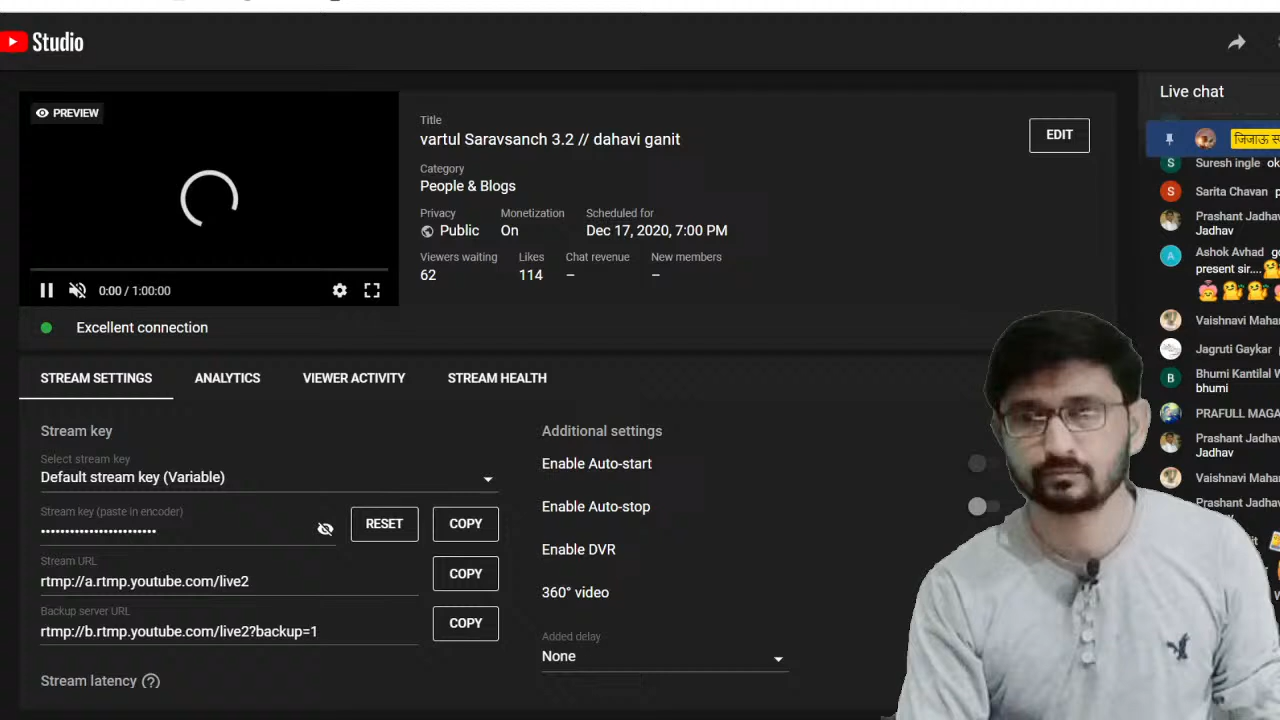 Studio
PREVIEW
0:00 / 1:00:00
Excellent connection
Title
vartul Saravsanch 3.2 // dahavi ganit
EDIT
Category
People & Blogs
Privacy
Monetization
Scheduled for
Public
On
Dec 17, 2020, 7:00 PM
Viewers waiting
Likes
Chat revenue
New members
62
114
–
–
STREAM SETTINGS
ANALYTICS
VIEWER ACTIVITY
STREAM HEALTH
Stream key
Select stream key
Default stream key (Variable)
Stream key (paste in encoder)
••••••••••••••••••••••••
RESET
COPY
Stream URL
rtmp://a.rtmp.youtube.com/live2
COPY
Backup server URL
rtmp://b.rtmp.youtube.com/live2?backup=1
COPY
Stream latency
Additional settings
Enable Auto-start
Enable Auto-stop
Enable DVR
360° video
Added delay
None
Live chat
जिजाऊ
S Suresh ingle
S Sarita Chavan
Prashant Jadhav
Jadhav
A Ashok Avhad
present sir....
Vaishnavi
Jagruti Gaykar
B Bhumi Kantilal
bhumi
PRAFULL
Prashant Jadhav
Jadhav
Vaishnavi
Prashant Jadhav